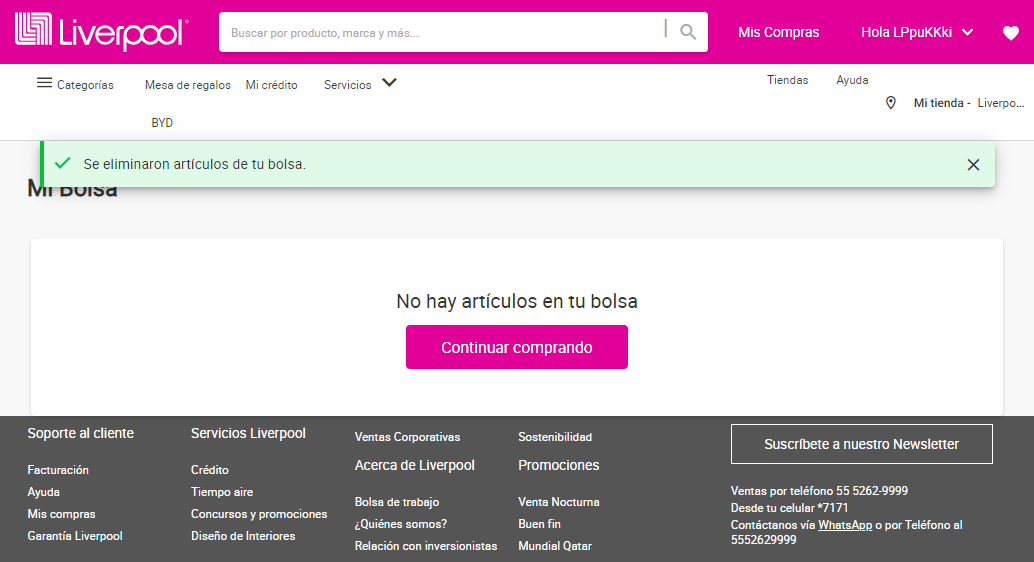 Liverpool
Buscar por producto, marca y más...
Mis Compras
Hola LPpuKKki
Categorías
Mesa de regalos
Mi crédito
Servicios
Tiendas
Ayuda
Mi tienda - Liverpo...
BYD
Se eliminaron artículos de tu bolsa.
Mi Bolsa
No hay artículos en tu bolsa
Continuar comprando
Soporte al cliente
Facturación
Ayuda
Mis compras
Garantía Liverpool
Servicios Liverpool
Crédito
Tiempo aire
Concursos y promociones
Diseño de Interiores
Ventas Corporativas
Acerca de Liverpool
Bolsa de trabajo
¿Quiénes somos?
Relación con inversionistas
Sostenibilidad
Promociones
Venta Nocturna
Buen fin
Mundial Qatar
Suscríbete a nuestro Newsletter
Ventas por teléfono 55 5262-9999
Desde tu celular *7171
Contáctanos vía WhatsApp o por Teléfono al
5552629999